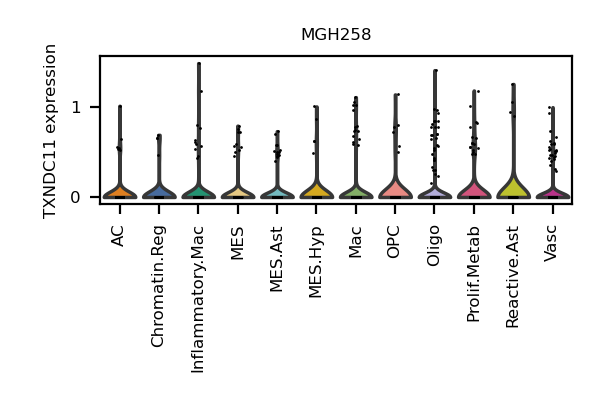 MGH258
TXNDC11 expression
1
0
AC
Chromatin.Reg
Inflammatory.Mac
MES
MES.Ast
MES.Hyp
Mac
OPC
Oligo
Prolif.Metab
Reactive.Ast
Vasc